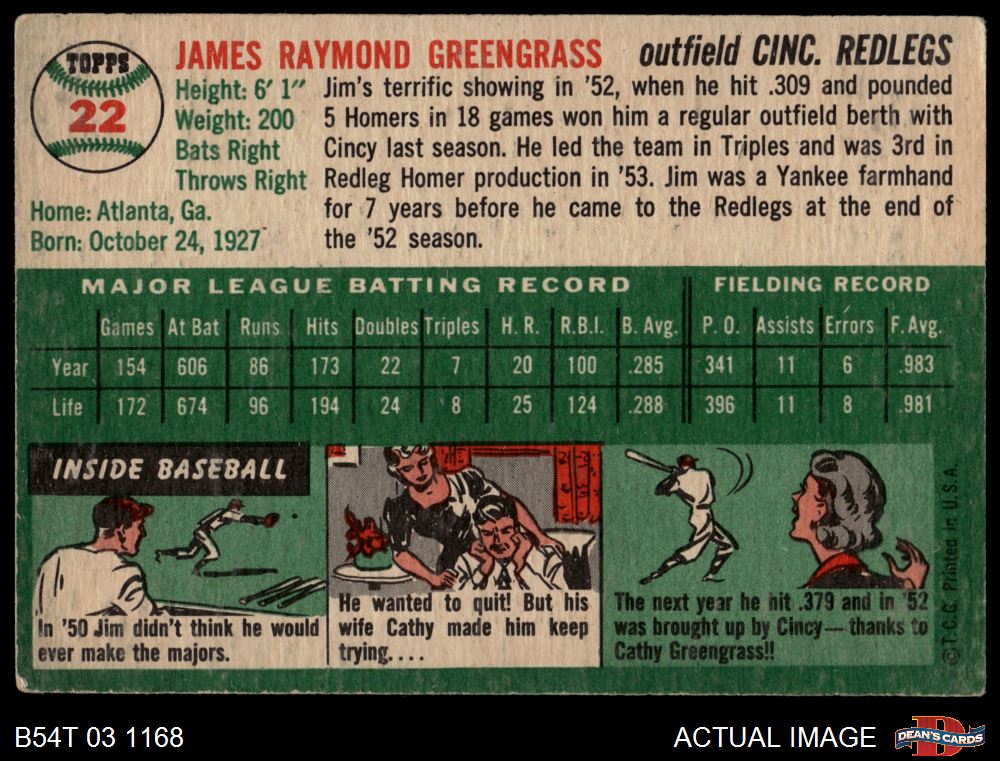 TOPPS
22
JAMES RAYMOND GREENGRASS outfield CINC. REDLEGS
Height: 6' 1"
Weight: 200
Bats Right
Throws Right
Home: Atlanta, Ga.
Born: October 24, 1927
Jim's terrific showing in '52, when he hit .309 and pounded
5 Homers in 18 games won him a regular outfield berth with
Cincy last season. He led the team in Triples and was 3rd in
Redleg Homer production in '53. Jim was a Yankee farmhand
for 7 years before he came to the Redlegs at the end of
the '52 season.
MAJOR LEAGUE BATTING RECORD FIELDING RECORD
Games At Bat Runs Hits Doubles Triples H. R. R.B.I. B. Avg. P. O. Assists Errors F. Avg.
Year 154 606 86 173 22 7 20 100 .285 341 11 6 .983
Life 172 674 96 194 24 8 25 124 .288 396 11 8 .981
INSIDE BASEBALL
In '50 Jim didn't think he would
ever make the majors.
He wanted to quit! But his
wife Cathy made him keep
trying....
The next year he hit .379 and in '52
was brought up by Cincy—thanks to
Cathy Greengrass!!
©T.C.G. Printed in U.S.A.
B54T 03 1168
ACTUAL IMAGE
DEAN'S CARDS